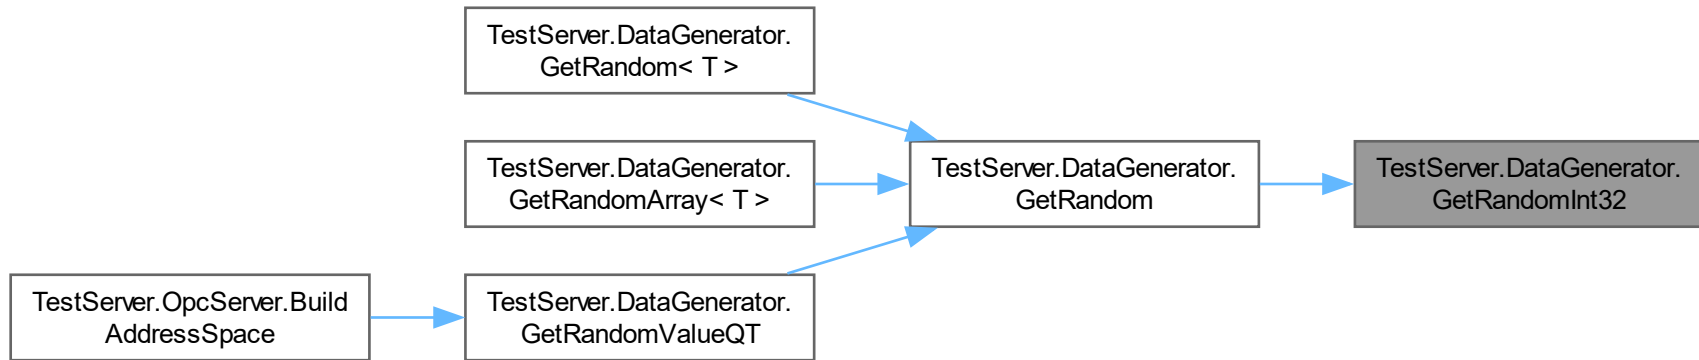 TestServer.DataGenerator.
GetRandom< T >
TestServer.DataGenerator.
GetRandomArray< T >
TestServer.DataGenerator.
GetRandom
TestServer.DataGenerator.
GetRandomInt32
TestServer.OpcServer.Build
AddressSpace
TestServer.DataGenerator.
GetRandomValueQT